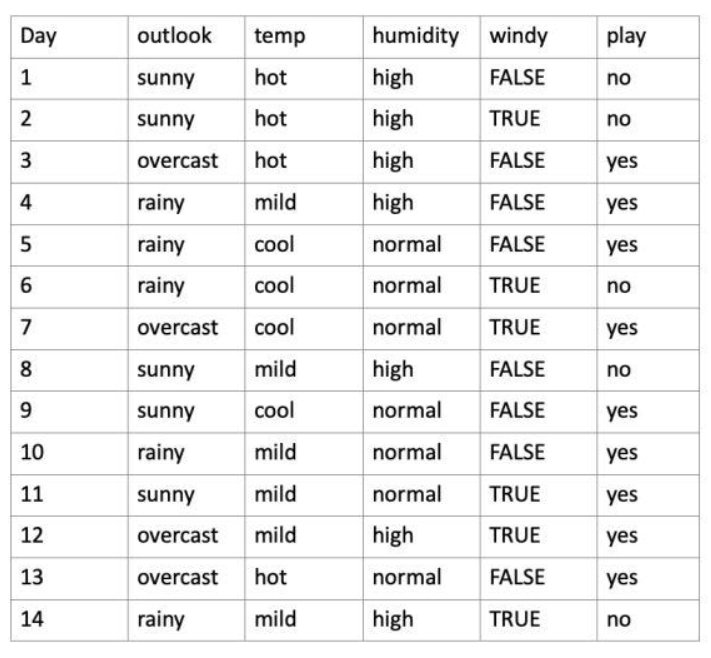 Day outlook temp humidity windy play
1 sunny hot high FALSE no
2 sunny hot high TRUE no
3 overcast hot high FALSE yes
4 rainy mild high FALSE yes
5 rainy cool normal FALSE yes
6 rainy cool normal TRUE no
7 overcast cool normal TRUE yes
8 sunny mild high FALSE no
9 sunny cool normal FALSE yes
10 rainy mild normal FALSE yes
11 sunny mild normal TRUE yes
12 overcast mild high TRUE yes
13 overcast hot normal FALSE yes
14 rainy mild high TRUE no